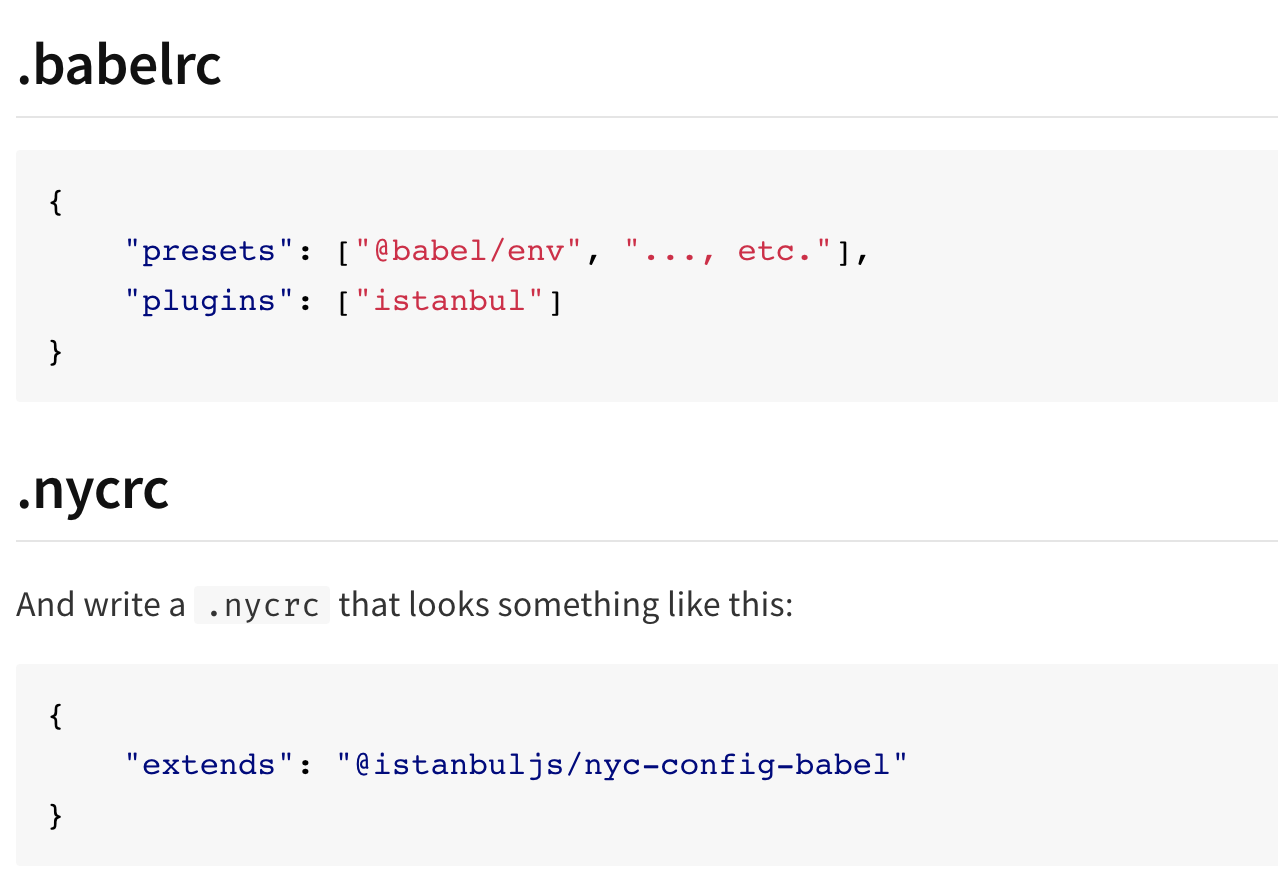 .babelrc
{
    "presets": ["@babel/env", "..., etc."],
    "plugins": ["istanbul"]
}
.nycrc
And write a .nycrc that looks something like this:
{
    "extends": "@istanbuljs/nyc-config-babel"
}